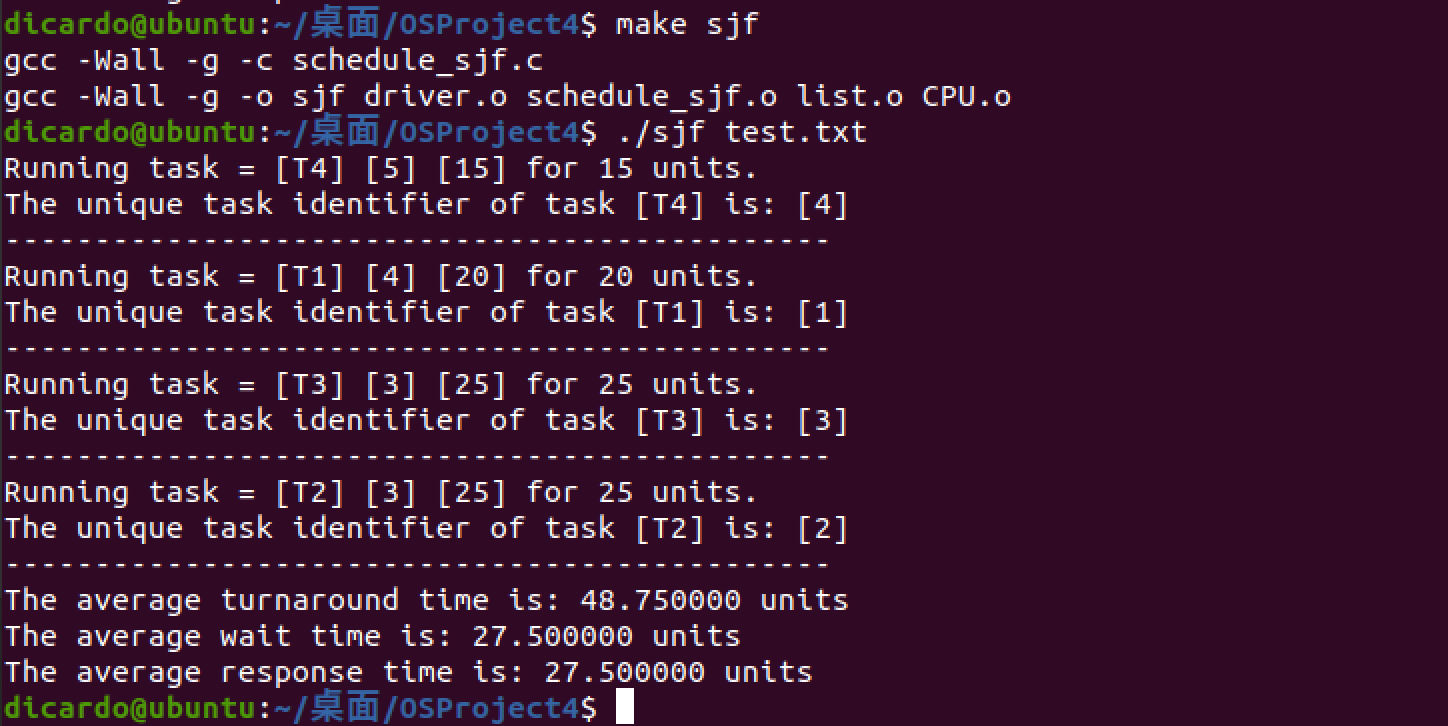 dicardo@ubuntu:~/桌面/OSProject4$ make sjf
gcc -Wall -g -c schedule_sjf.c
gcc -Wall -g -o sjf driver.o schedule_sjf.o list.o CPU.o
dicardo@ubuntu:~/桌面/OSProject4$ ./sjf test.txt
Running task = [T4] [5] [15] for 15 units.
The unique task identifier of task [T4] is: [4]
----------------------------------------------
Running task = [T1] [4] [20] for 20 units.
The unique task identifier of task [T1] is: [1]
----------------------------------------------
Running task = [T3] [3] [25] for 25 units.
The unique task identifier of task [T3] is: [3]
----------------------------------------------
Running task = [T2] [3] [25] for 25 units.
The unique task identifier of task [T2] is: [2]
----------------------------------------------
The average turnaround time is: 48.750000 units
The average wait time is: 27.500000 units
The average response time is: 27.500000 units
dicardo@ubuntu:~/桌面/OSProject4$